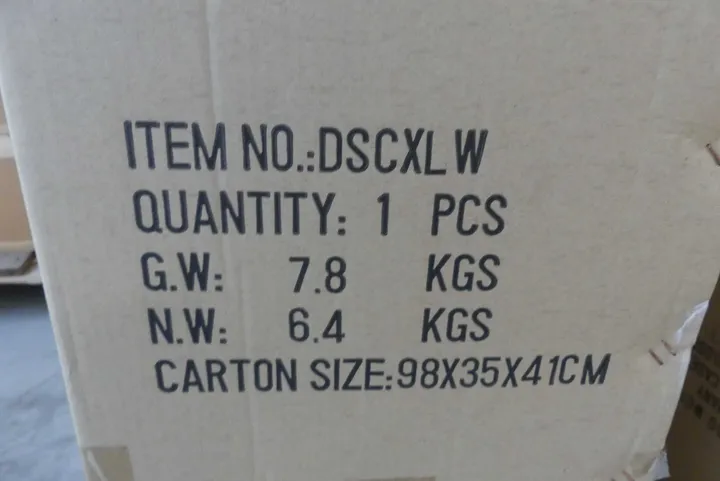 ITEM NO.:DSCXLW
QUANTITY: 1 PCS
G.W: 7.8 KGS
N.W: 6.4 KGS
CARTON SIZE:98X35X41CM